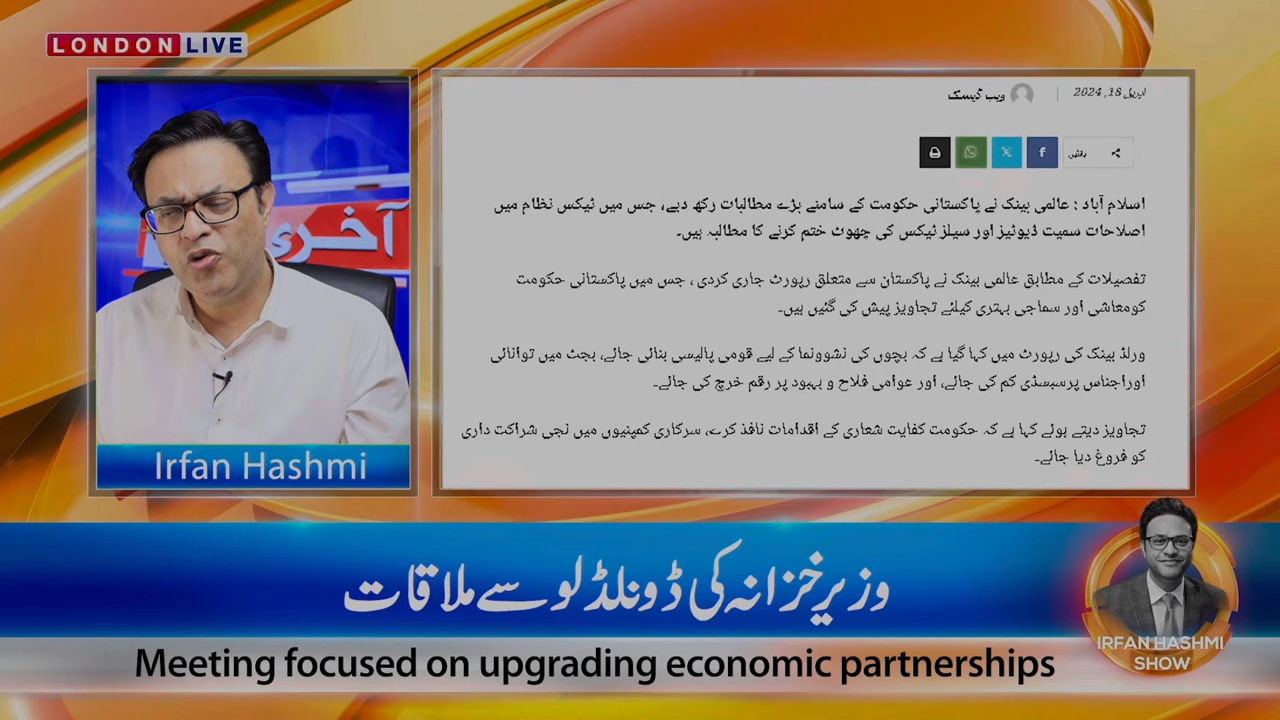 LONDON LIVE
اپریل 18, 2024
ویب ڈیسک
بانٹیں
اسلام آباد : عالمی بینک نے پاکستانی حکومت کے سامنے بڑے مطالبات رکھ دیے، جس میں ٹیکس نظام میں
اصلاحات سمیت ڈیوٹیز اور سیلز ٹیکس کی چھوٹ ختم کرنے کا مطالبہ ہیں۔
تفصیلات کے مطابق عالمی بینک نے پاکستان سے متعلق رپورٹ جاری کردی ، جس میں پاکستانی حکومت
کومعاشی اور سماجی بہتری کیلئے تجاویز پیش کی گئیں ہیں۔
ورلڈ بینک کی رپورٹ میں کہا گیا ہے کہ بچوں کی نشوونما کے لیے قومی پالیسی بنائی جائے، بجٹ میں توانائی
اوراجناس پرسبسڈی کم کی جائے، اور عوامی فلاح و بہبود پر رقم خرچ کی جائے۔
تجاویز دیتے ہوئے کہا ہے کہ حکومت کفایت شعاری کے اقدامات نافذ کرے، سرکاری کمپنیوں میں نجی شراکت داری
کو فروغ دیا جائے۔
آخری
Irfan Hashmi
وزیرِخزانہ کی ڈونلڈ لو سے ملاقات
Meeting focused on upgrading economic partnerships
IRFAN HASHMI
SHOW